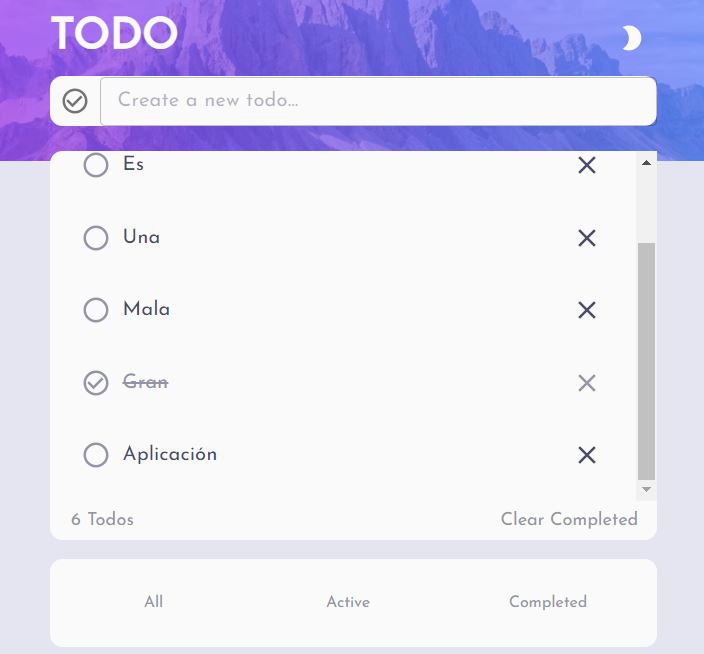 TODO
Create a new todo...
Es
Una
Mala
Gran
Aplicación
6 Todos
Clear Completed
All
Active
Completed